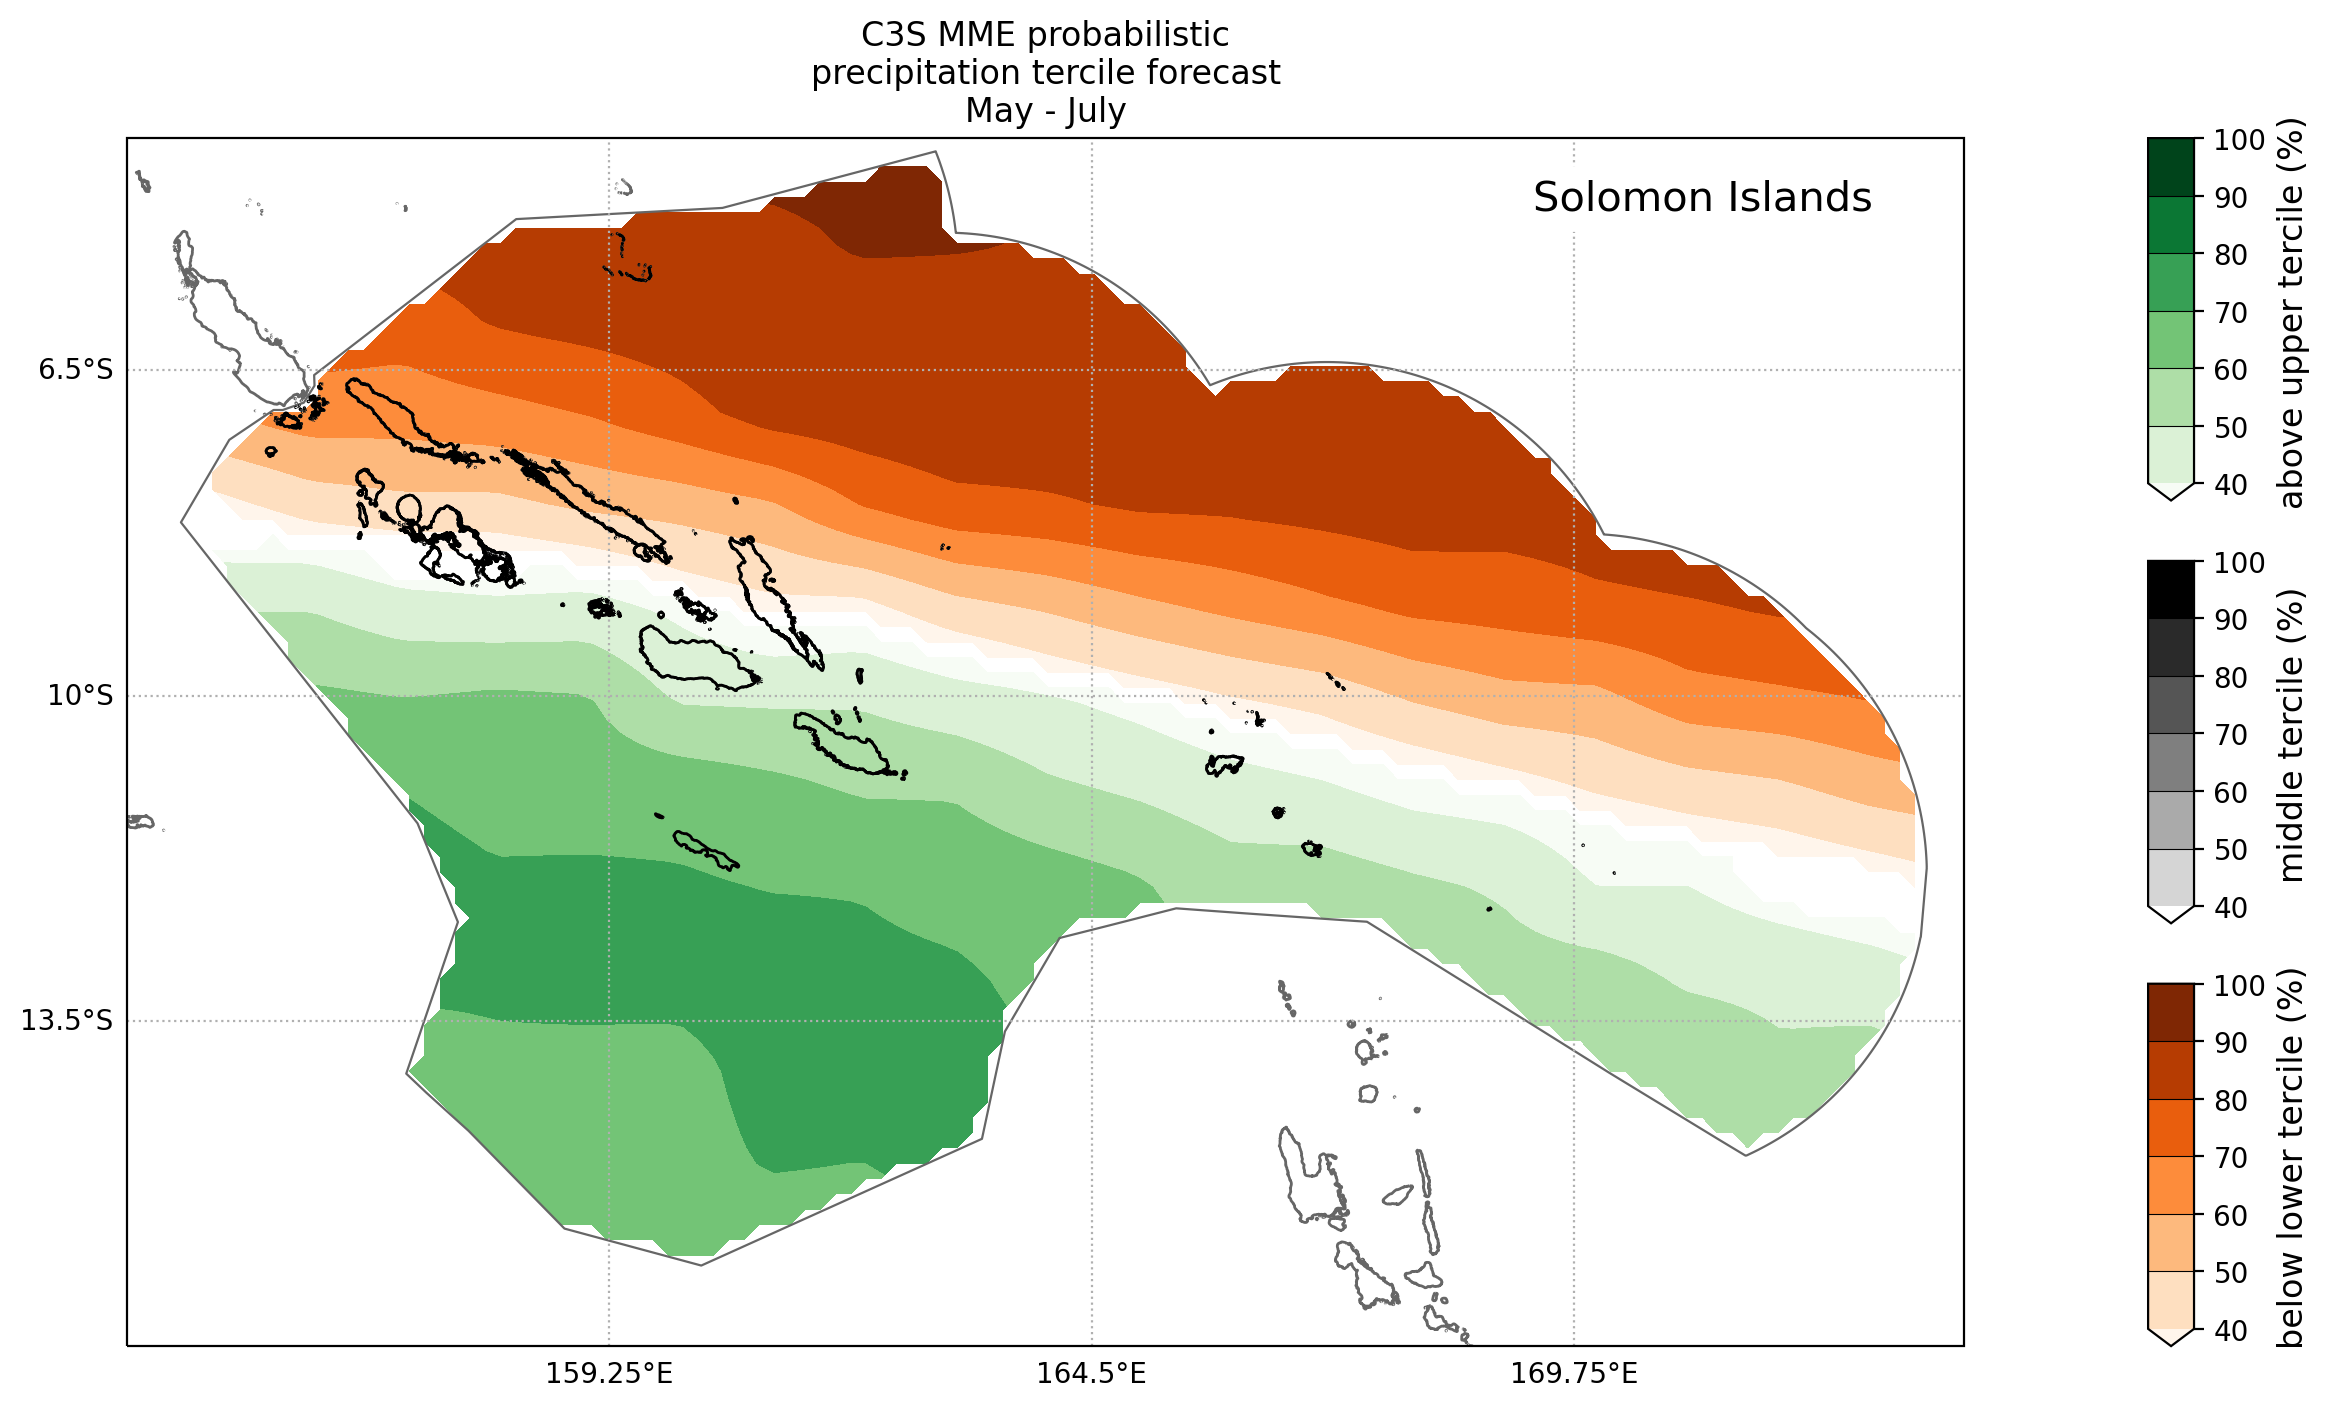 C3S MME probabilistic
precipitation tercile forecast
May - July
Solomon Islands
6.5°S
10°S
13.5°S
159.25°E
164.5°E
169.75°E
100
90
80
70
60
50
40
above upper tercile (%)
100
90
80
70
60
50
40
middle tercile (%)
100
90
80
70
60
50
40
below lower tercile (%)